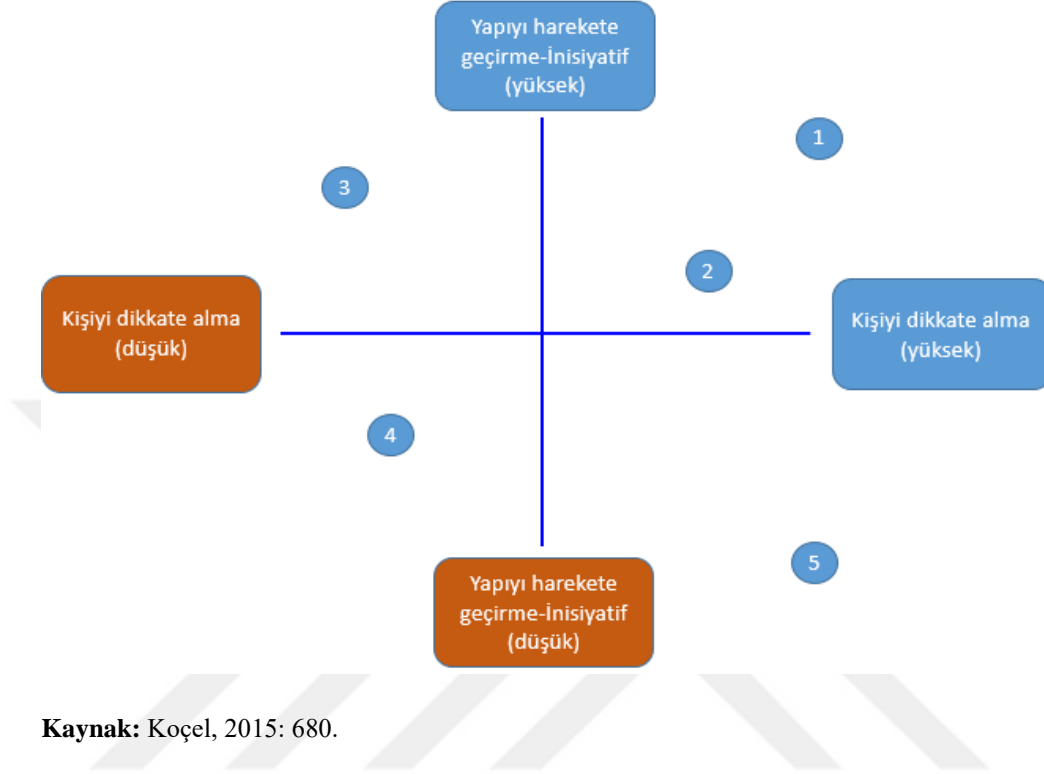 Yapıyı harekete
geçirme-İnisiyatif
(yüksek)
1
3
2
Kişiyi dikkate alma
(düşük)
Kişiyi dikkate alma
(yüksek)
4
5
Yapıyı harekete
geçirme-İnisiyatif
(düşük)
Kaynak: Koçel, 2015: 680.